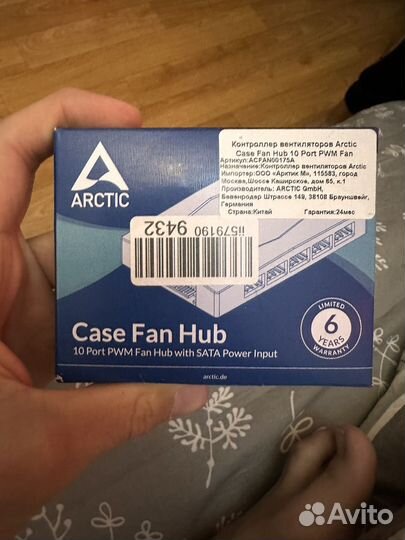 Контроллер вентиляторов Arctic
Case Fan Hub 10 Port PWM Fan
Артикул:ACFAN00175A
Назначение:Контроллер вентиляторов Arctic
Импортер:ООО «Арктик М», 115583, город
Москва,Шоссе Каширское, дом 65, к.1
Производитель: ARCTIC GmbH,
Бевенродер Штрассе 149, 38108 Брауншвейг,
Германия
Страна:Китай Гарантия:24мес
ARCTIC
ii579190
9432
LIMITED
6
YEARS
WARRANTY
Case Fan Hub
10 Port PWM Fan Hub with SATA Power Input
arctic.de
Avito